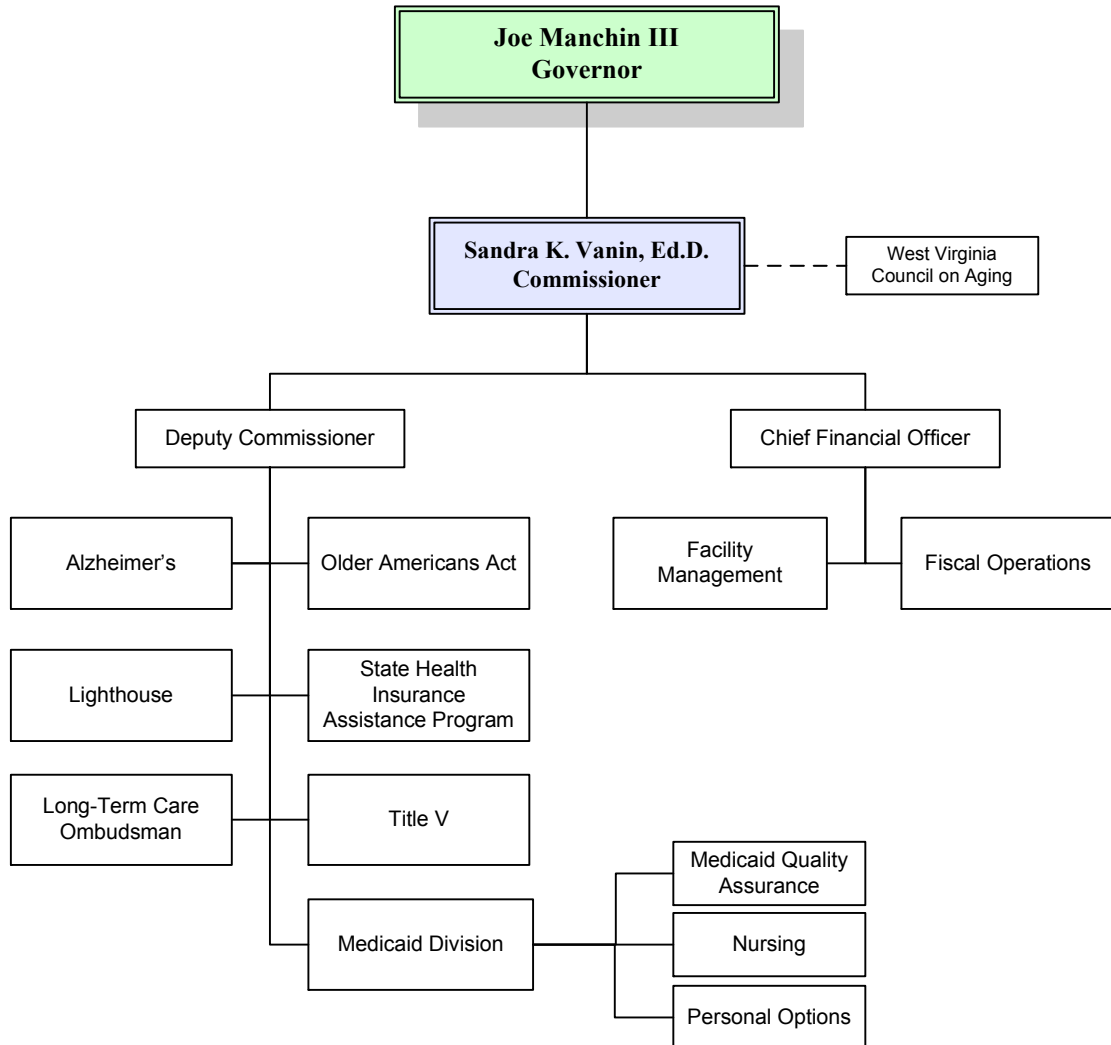 Joe Manchin III
Governor
Sandra K. Vanin, Ed.D.
Commissioner
West Virginia
Council on Aging
Deputy Commissioner
Chief Financial Officer
Alzheimer’s
Older Americans Act
Facility
Management
Fiscal Operations
Lighthouse
State Health
Insurance
Assistance Program
Long-Term Care
Ombudsman
Title V
Medicaid Quality
Assurance
Medicaid Division
Nursing
Personal Options